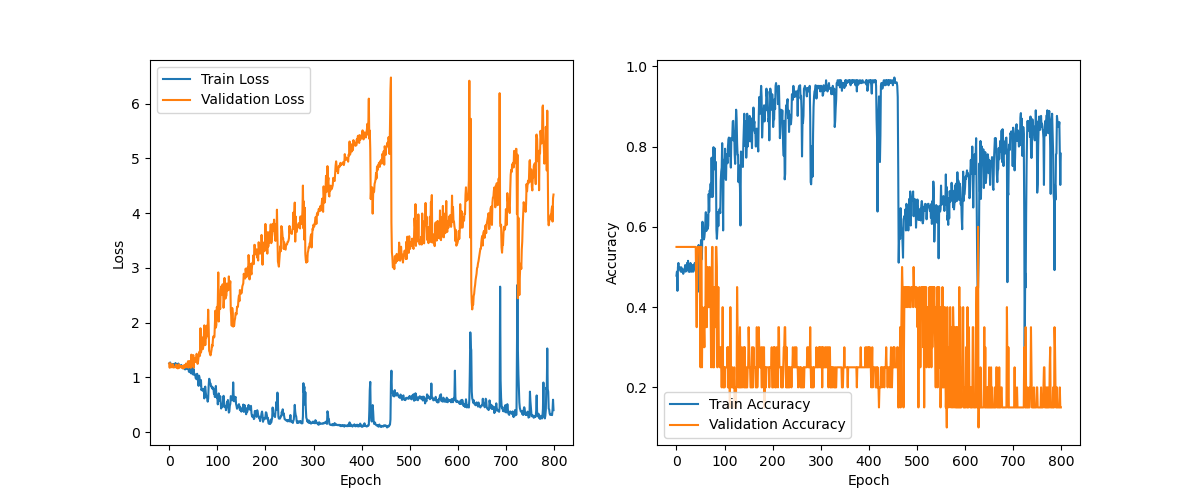 Train Loss
Validation Loss
Loss
6
5
4
3
2
1
0
0 100 200 300 400 500 600 700 800
Epoch
Accuracy
1.0
0.8
0.6
0.4
0.2
Train Accuracy
Validation Accuracy
0 100 200 300 400 500 600 700 800
Epoch